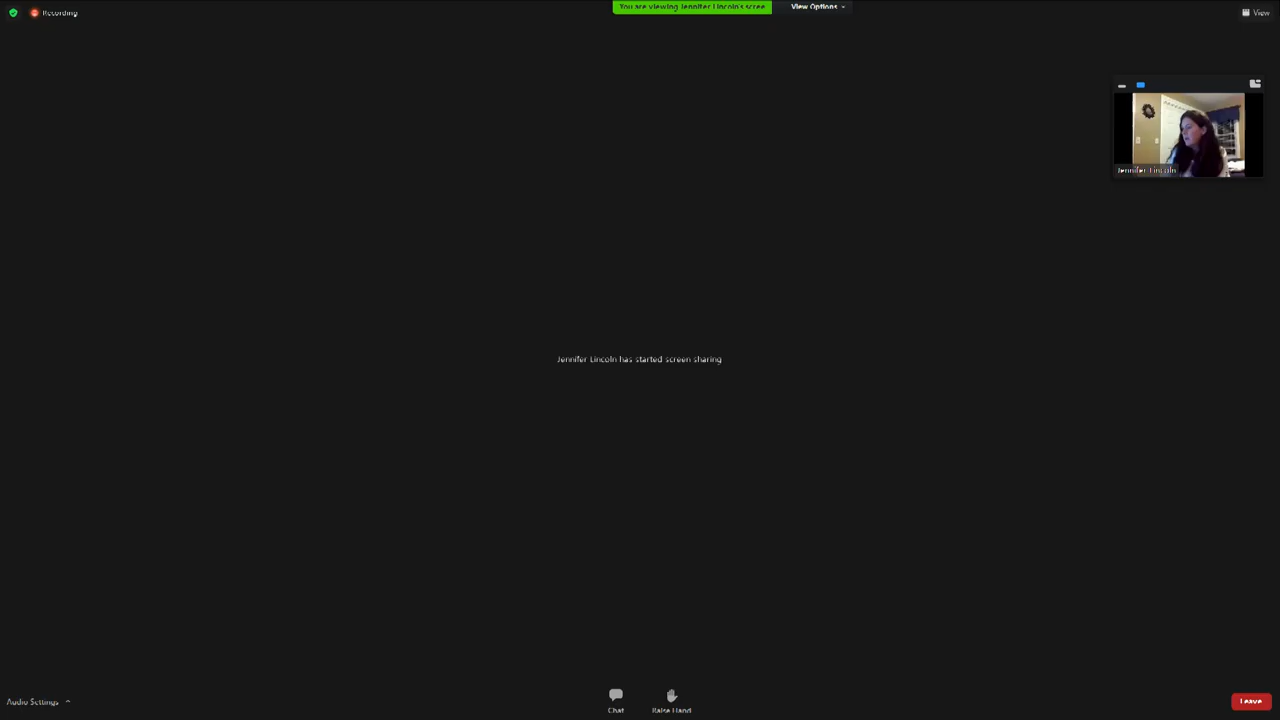 Recording
You are viewing Jennifer Lincoln's scree
View Options
View
Jennifer Lincoln
Jennifer Lincoln has started screen sharing
Audio Settings
Chat
Raise Hand
Leave